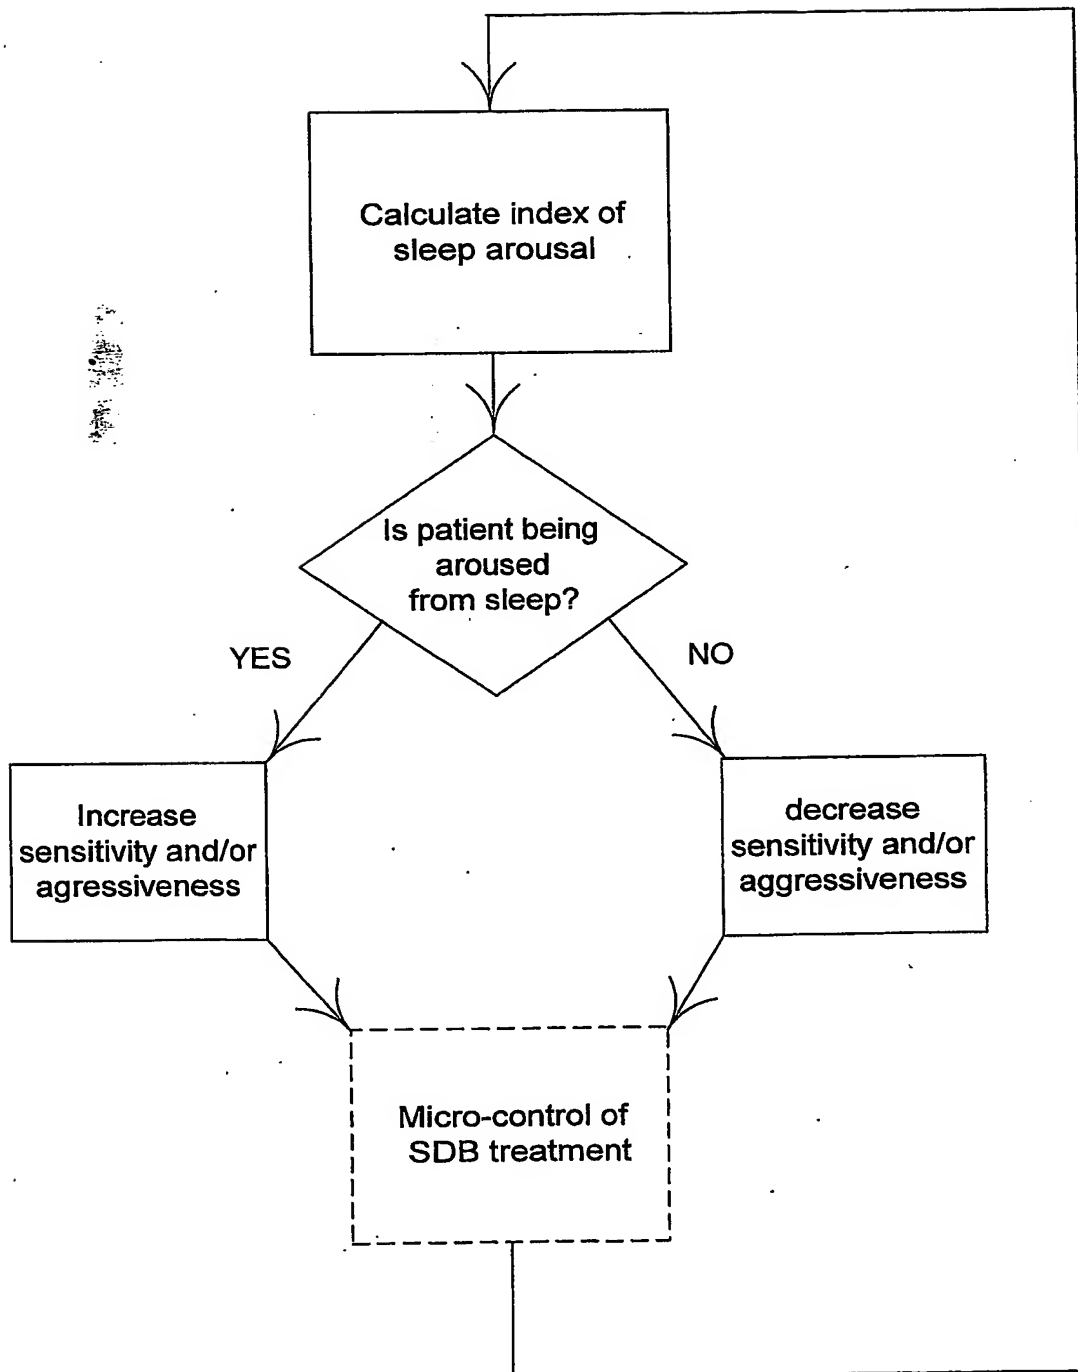 Calculate index of
sleep arousal
Is patient being
aroused
from sleep?
YES
NO
Increase
sensitivity and/or
agressiveness
decrease
sensitivity and/or
aggressiveness
Micro-control of
SDB treatment